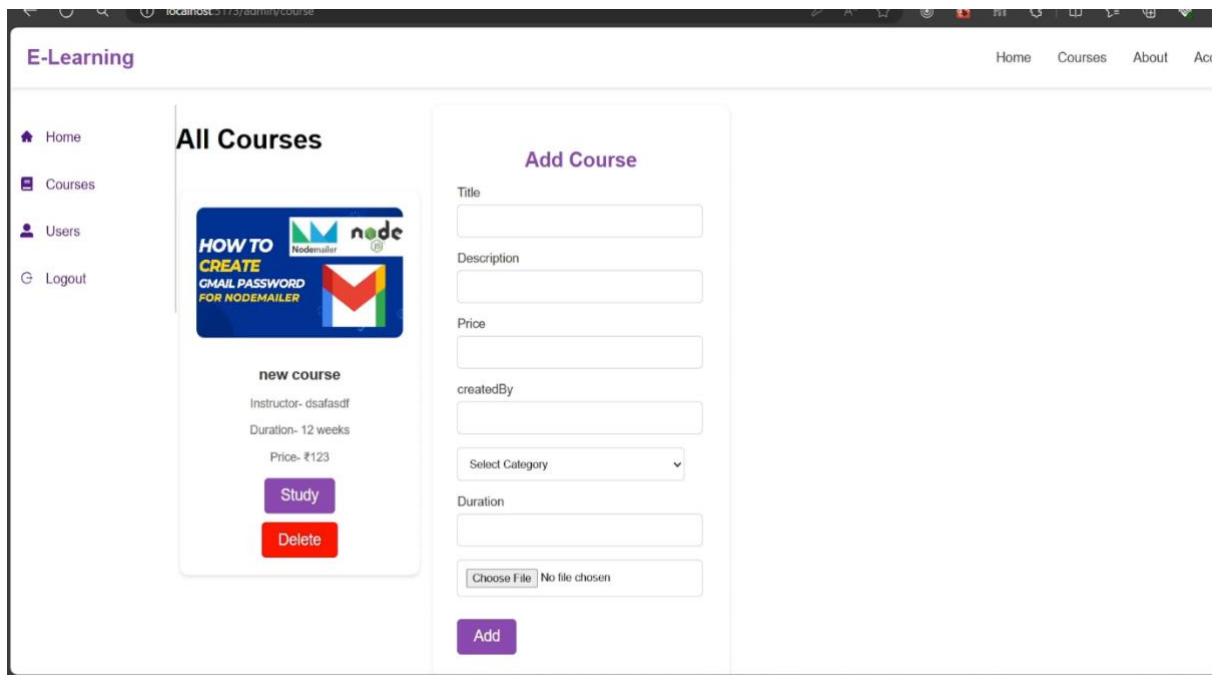 localhost:5173/admin/course
E-Learning
Home Courses About Acc
Home
Courses
Users
Logout
All Courses
HOW TO
CREATE
GMAIL PASSWORD
FOR NODEMAILER
Nodemailer
node
JS
new course
Instructor- dsafasdf
Duration- 12 weeks
Price- ₹123
Study
Delete
Add Course
Title
Description
Price
createdBy
Select Category
Duration
Choose File No file chosen
Add